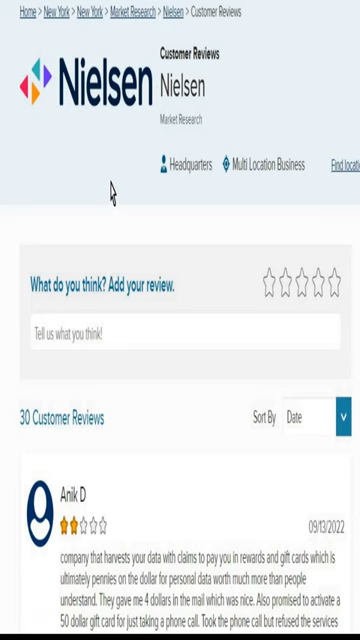 Home > New York > New York > Market Research > Nielsen > Customer Reviews
Customer Reviews
Nielsen
Nielsen
Market Research
Headquarters Multi Location Business Find locati
What do you think? Add your review.
Tell us what you think!
30 Customer Reviews Sort By Date
Anik D
09/13/2022
company that harvests your data with claims to pay you in rewards and gift cards which is
ultimately pennies on the dollar for personal data worth much more than people
understand. They gave me 4 dollars in the mail which was nice. Also promised to activate a
50 dollar gift card for just taking a phone call. Took the phone call but refused the services